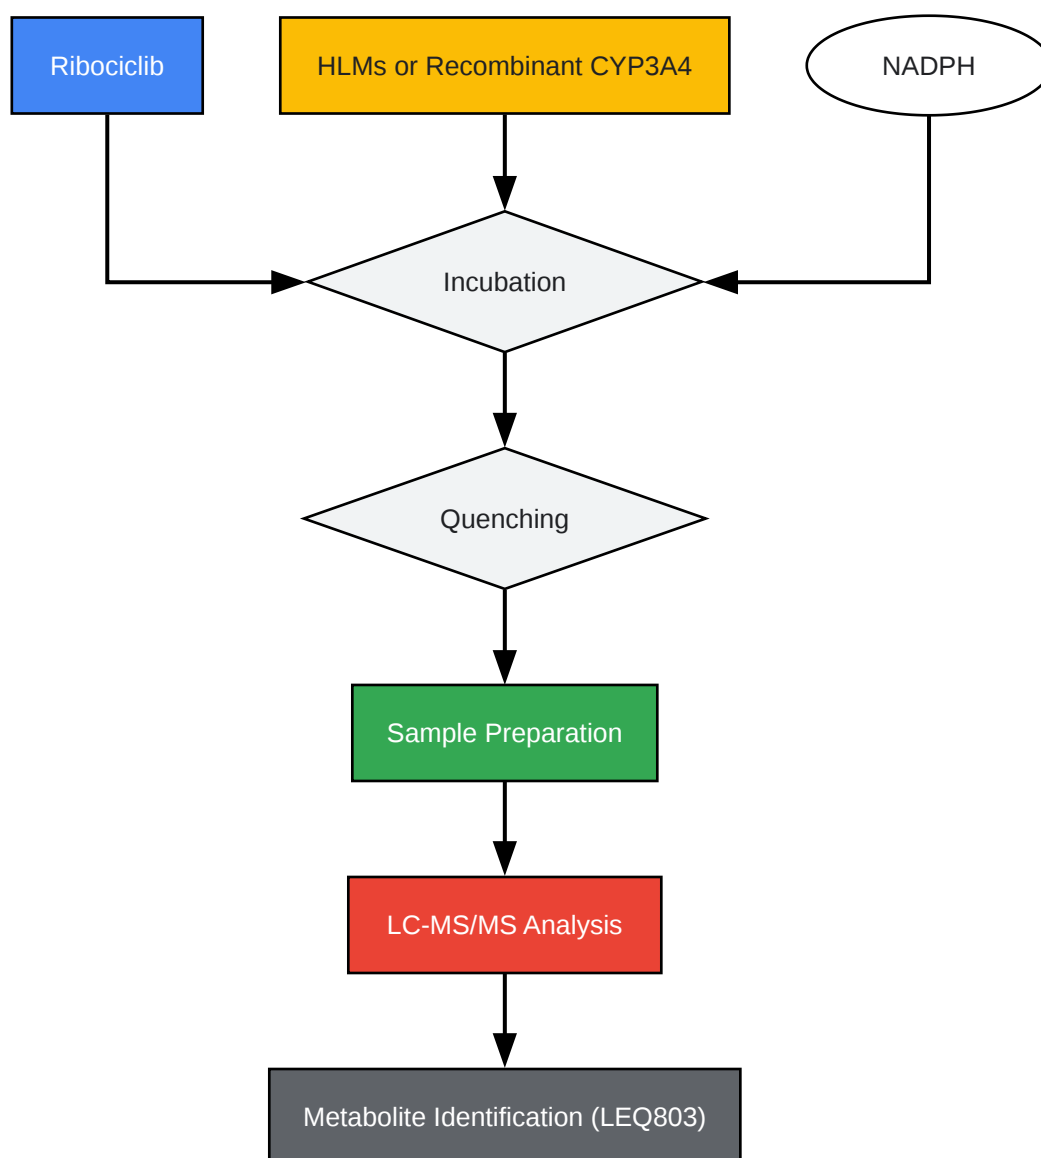 Ribociclib
HLMs or Recombinant CYP3A4
NADPH
Incubation
Quenching
Sample Preparation
LC-MS/MS Analysis
Metabolite Identification (LEQ803)